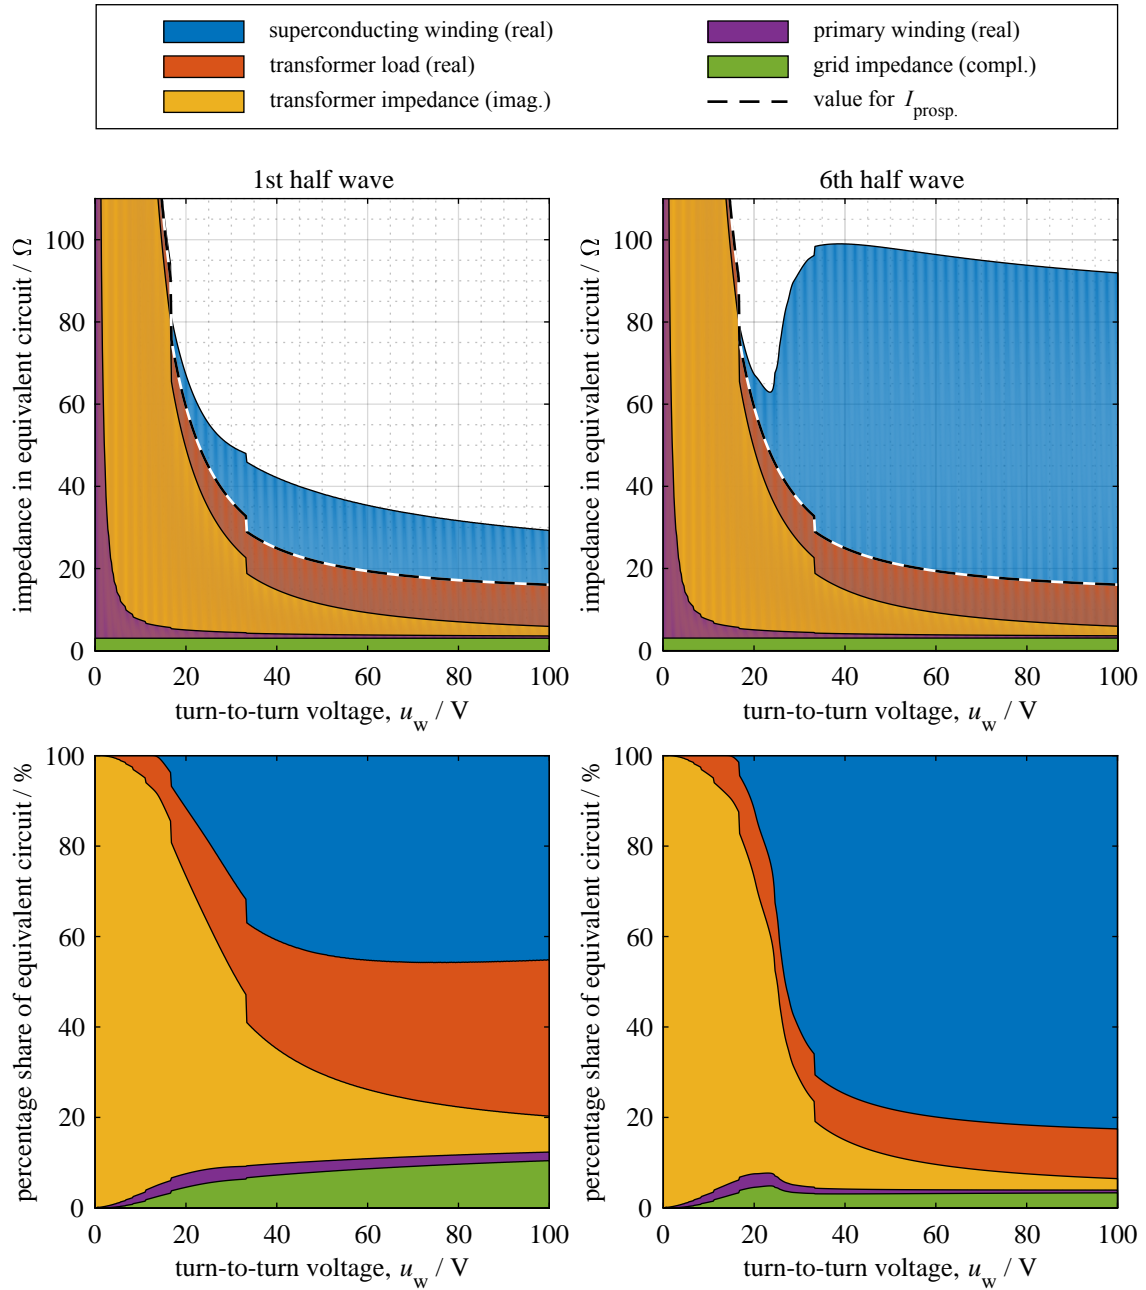 superconducting winding (real)
transformer load (real)
transformer impedance (imag.)
primary winding (real)
grid impedance (compl.)
value for I_prosp.
1st half wave
impedance in equivalent circuit / Ω
100
80
60
40
20
0
0 20 40 60 80 100
turn-to-turn voltage, u_w / V
6th half wave
impedance in equivalent circuit / Ω
100
80
60
40
20
0
0 20 40 60 80 100
turn-to-turn voltage, u_w / V
percentage share of equivalent circuit / %
100
80
60
40
20
0
0 20 40 60 80 100
turn-to-turn voltage, u_w / V
percentage share of equivalent circuit / %
100
80
60
40
20
0
0 20 40 60 80 100
turn-to-turn voltage, u_w / V